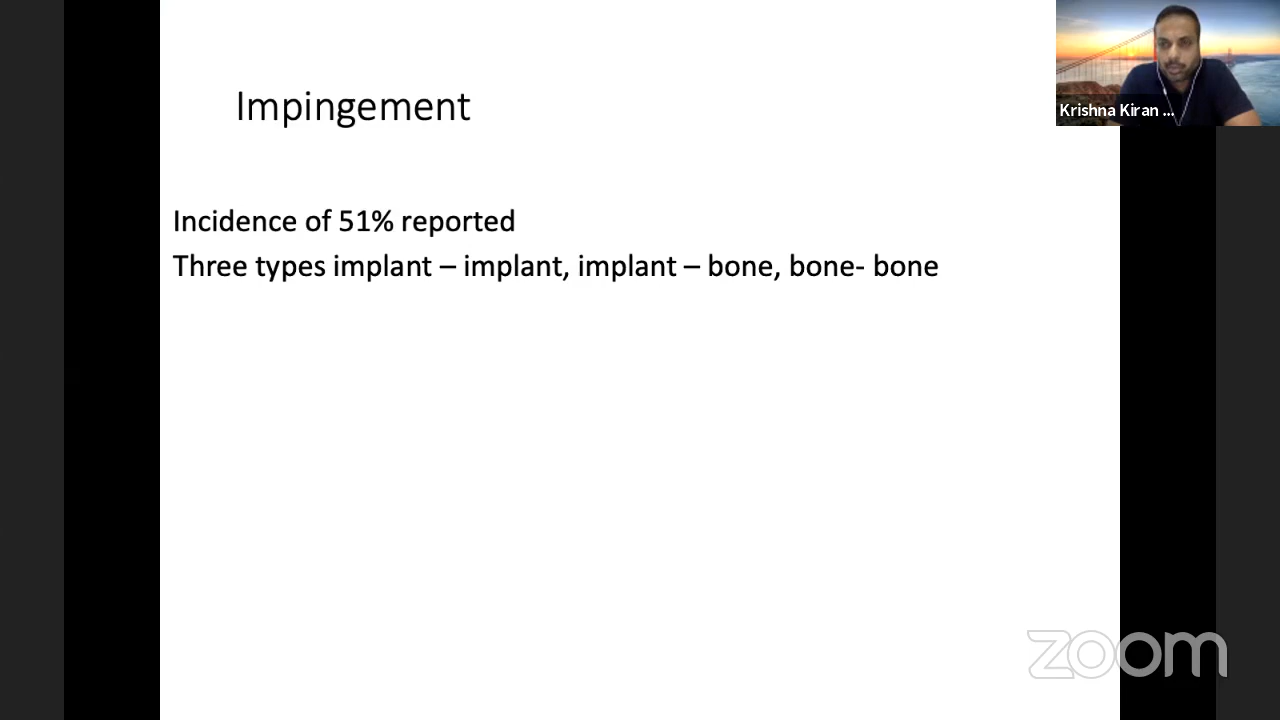 Impingement
Krishna Kiran ...
Incidence of 51% reported
Three types implant – implant, implant – bone, bone- bone
zoom